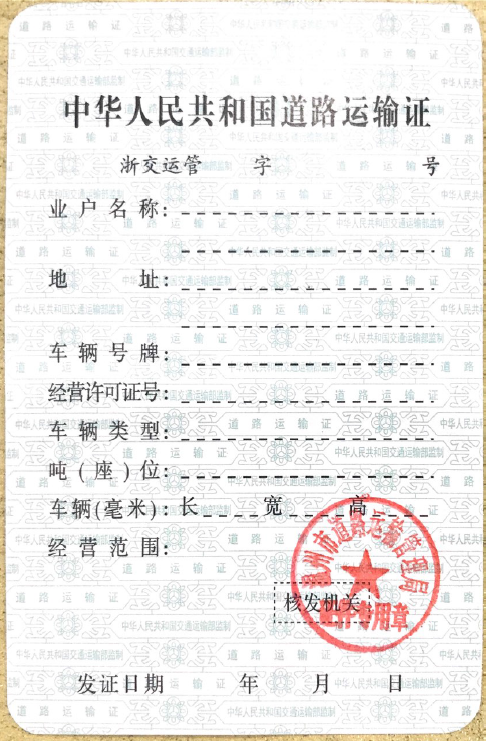 中华人民共和国道路运输证
浙交运管 字 号
业户名称:
地 址:
车辆号牌:
经营许可证号:
车辆类型:
吨(座)位:
车辆(毫米):长 宽 高
经营范围:
州市道路运输管理局
专用章
核发机关
发证日期 年 月 日